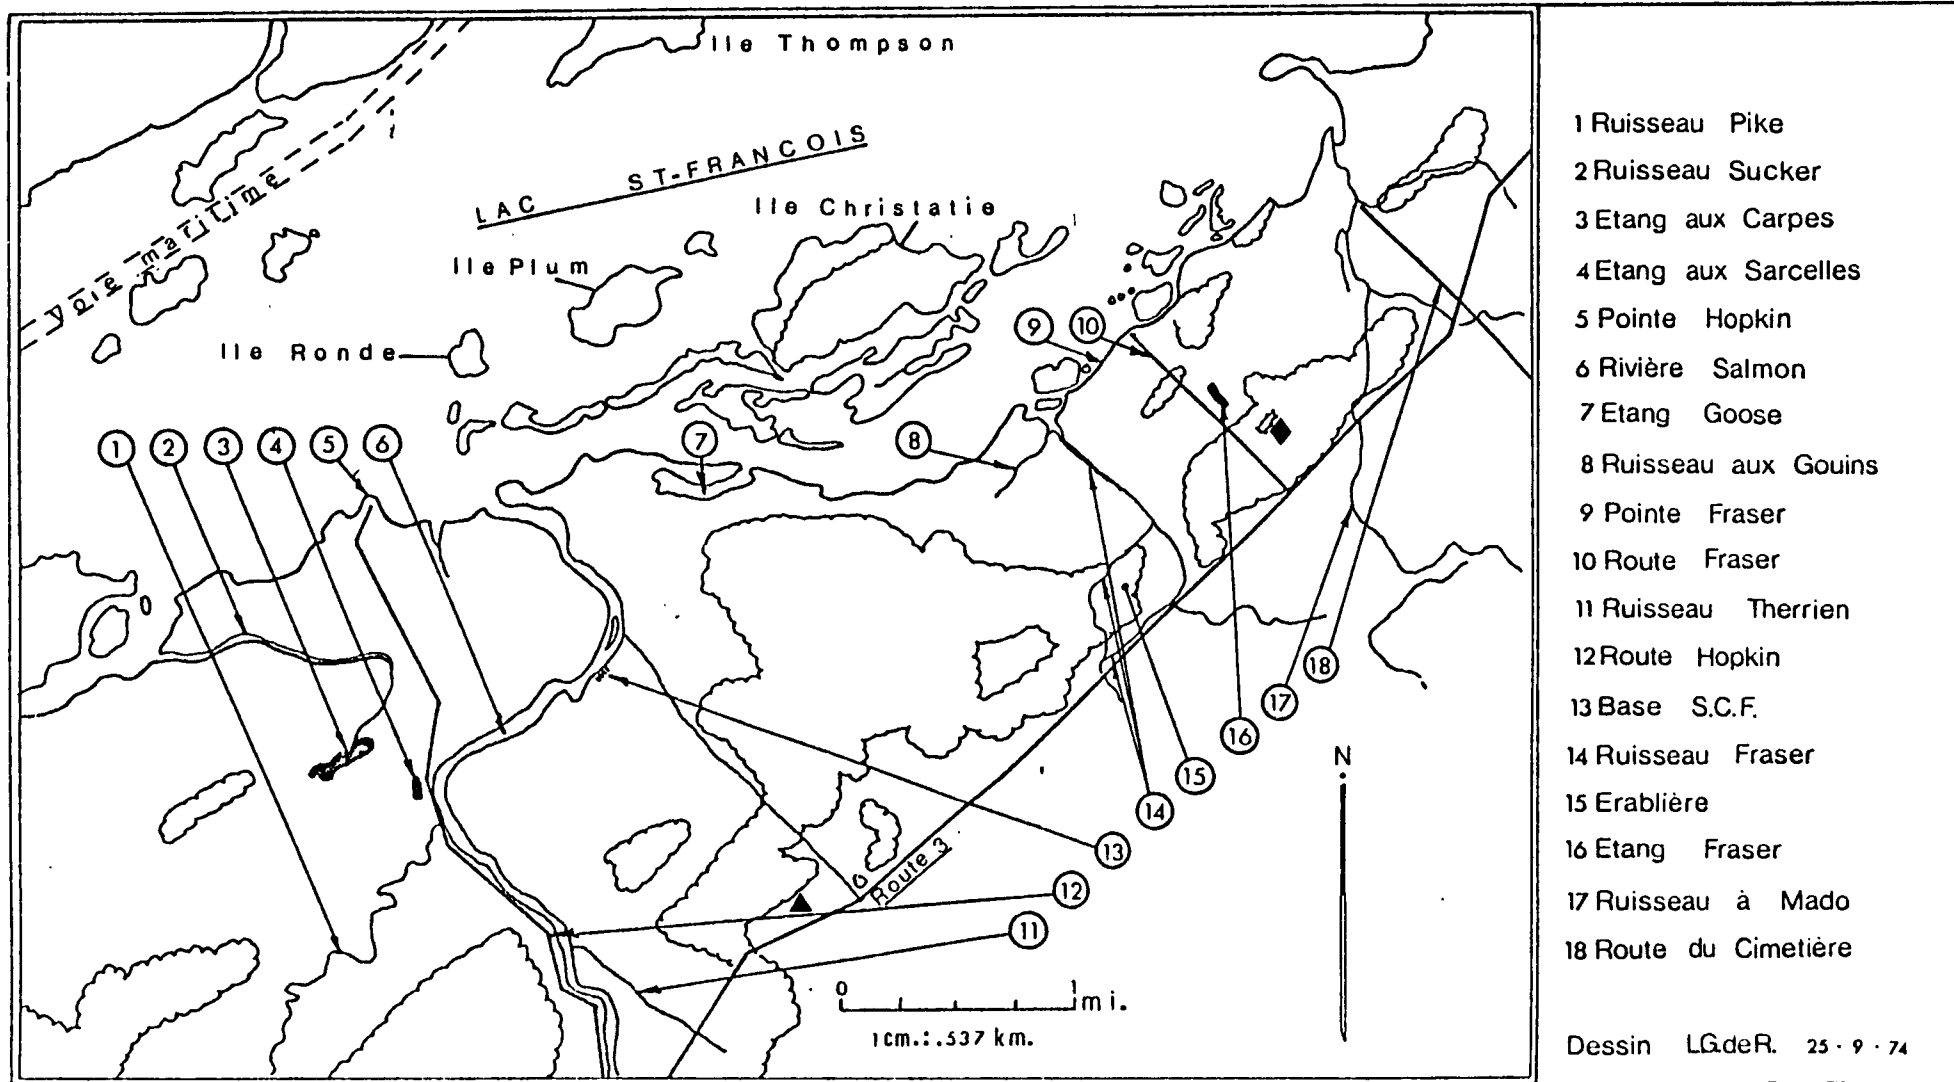 Ile Thompson
LAC ST-FRANCOIS
Voie maritime
Ile Christatie
Ile Plum
Ile Ronde
9 10
1 2 3 4 5 6 7 8
18
17
16
15
14
13
12
11
Route 3
N
0 1 mi.
1cm.:.537 km.
1 Ruisseau Pike
2 Ruisseau Sucker
3 Etang aux Carpes
4 Etang aux Sarcelles
5 Pointe Hopkin
6 Rivière Salmon
7 Etang Goose
8 Ruisseau aux Gouins
9 Pointe Fraser
10 Route Fraser
11 Ruisseau Therrien
12 Route Hopkin
13 Base S.C.F.
14 Ruisseau Fraser
15 Erablière
16 Etang Fraser
17 Ruisseau à Mado
18 Route du Cimetière
Dessin L.G.deR. 25 · 9 · 74